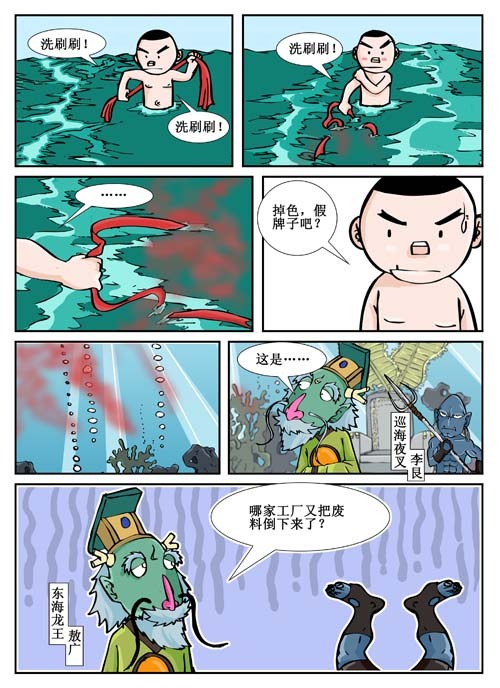 洗刷刷！
洗刷刷！
洗刷刷！
……
掉色，假
牌子吧？
这是……
巡海夜叉
李艮
哪家工厂又把废
料倒下来了？
东海龙王
敖广